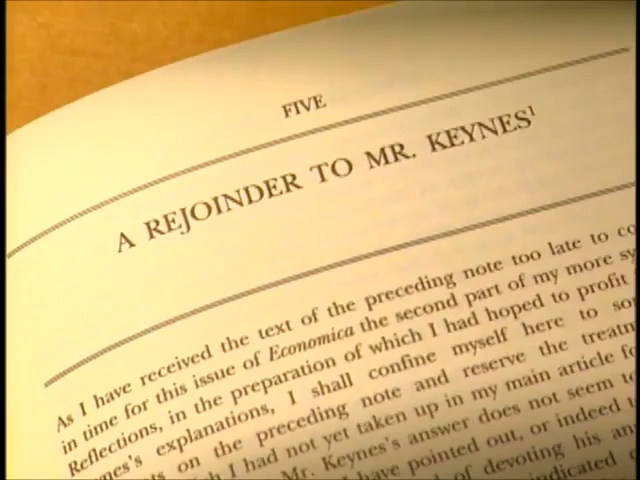 FIVE
A REJOINDER TO MR. KEYNES¹
As I have received the text of the preceding note too late to
in time for this issue of Economica the second part of my more
Reflections, in the preparation of which I had hoped to profit
explanations, I shall confine myself here to
on the preceding note and reserve the
I had not yet taken up in my main article
Mr. Keynes's answer does not seem
have pointed out, or indeed
of devoting his
indicated